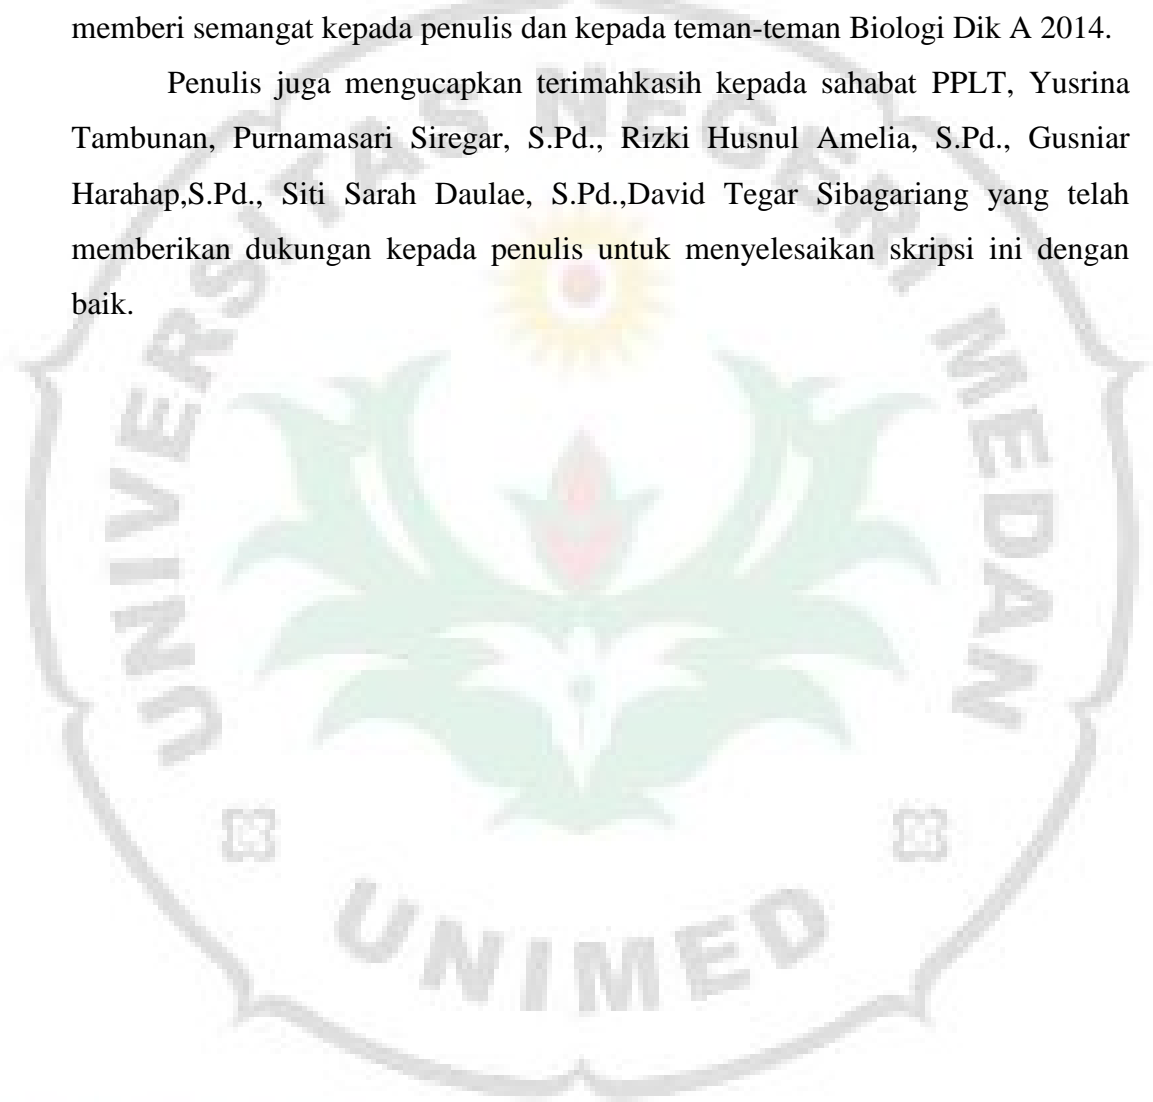 memberi semangat kepada penulis dan kepada teman-teman Biologi Dik A 2014.
Penulis juga mengucapkan terimahkasih kepada sahabat PPLT, Yusrina
Tambunan, Purnamasari Siregar, S.Pd., Rizki Husnul Amelia, S.Pd., Gusniar
Harahap,S.Pd., Siti Sarah Daulae, S.Pd.,David Tegar Sibagariang yang telah
memberikan dukungan kepada penulis untuk menyelesaikan skripsi ini dengan
baik.
UNIVERSITAS NEGERI MEDAN
UNIMED